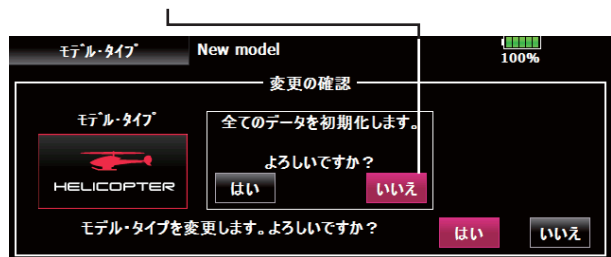 モデル・タイプ New model 100%
変更の確認
モデル・タイプ
全てのデータを初期化します。
よろしいですか？
HELICOPTER
はい いいえ
モデル・タイプを変更します。よろしいですか？ はい いいえ